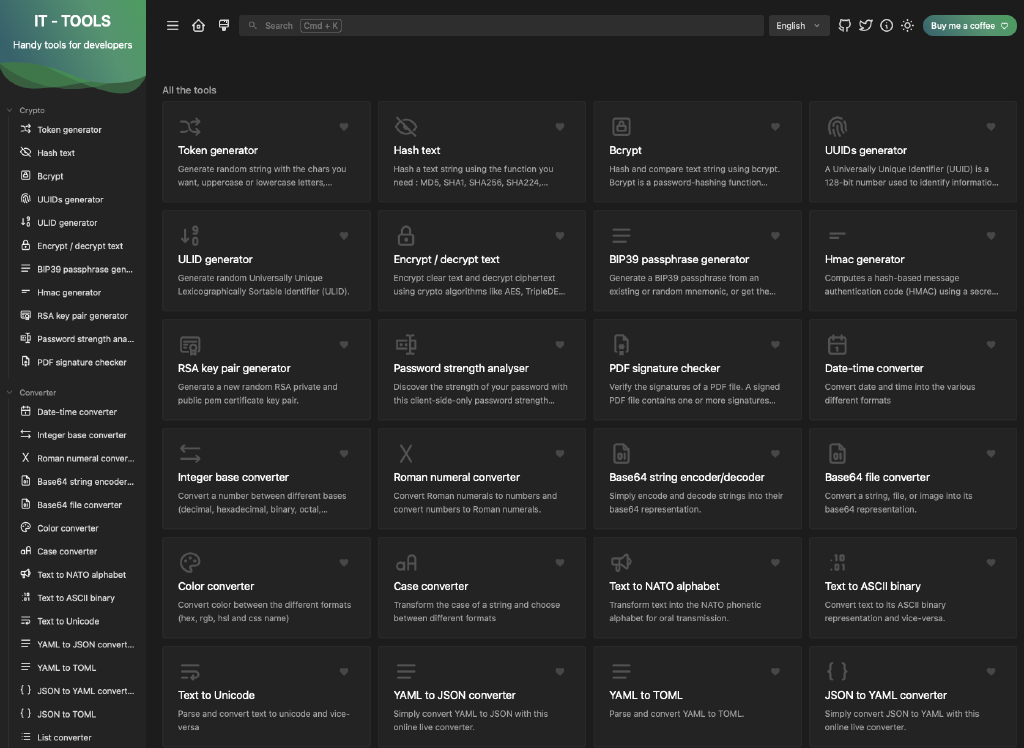 IT - TOOLS
Handy tools for developers
Search Cmd + K
English
Buy me a coffee
Crypto
Token generator
Hash text
Bcrypt
UUIDs generator
ULID generator
Encrypt / decrypt text
BIP39 passphrase gen...
Hmac generator
RSA key pair generator
Password strength ana...
PDF signature checker
Converter
Date-time converter
Integer base converter
Roman numeral conver...
Base64 string encoder...
Base64 file converter
Color converter
Case converter
Text to NATO alphabet
Text to ASCII binary
Text to Unicode
YAML to JSON convert...
YAML to TOML
JSON to YAML convert...
JSON to TOML
List converter
All the tools
Token generator
Generate random string with the chars you
want, uppercase or lowercase letters,...
Hash text
Hash a text string using the function you
need : MD5, SHA1, SHA256, SHA224,...
Bcrypt
Hash and compare text string using bcrypt.
Bcrypt is a password-hashing function...
UUIDs generator
A Universally Unique Identifier (UUID) is a
128-bit number used to identify informatio...
ULID generator
Generate random Universally Unique
Lexicographically Sortable Identifier (ULID).
Encrypt / decrypt text
Encrypt clear text and decrypt ciphertext
using crypto algorithms like AES, TripleDE...
BIP39 passphrase generator
Generate a BIP39 passphrase from an
existing or random mnemonic, or get the...
Hmac generator
Computes a hash-based message
authentication code (HMAC) using a secre...
RSA key pair generator
Generate a new random RSA private and
public pem certificate key pair.
Password strength analyser
Discover the strength of your password with
this client-side-only password strength...
PDF signature checker
Verify the signatures of a PDF file. A signed
PDF file contains one or more signatures...
Date-time converter
Convert date and time into the various
different formats
Integer base converter
Convert a number between different bases
(decimal, hexadecimal, binary, octal,...
Roman numeral converter
Convert Roman numerals to numbers and
convert numbers to Roman numerals.
Base64 string encoder/decoder
Simply encode and decode strings into their
base64 representation.
Base64 file converter
Convert a string, file, or image into its
base64 representation.
Color converter
Convert color between the different formats
(hex, rgb, hsl and css name)
Case converter
Transform the case of a string and choose
between different formats
Text to NATO alphabet
Transform text into the NATO phonetic
alphabet for oral transmission.
Text to ASCII binary
Convert text to its ASCII binary
representation and vice-versa.
Text to Unicode
Parse and convert text to unicode and vice-
versa
YAML to JSON converter
Simply convert YAML to JSON with this
online live converter.
YAML to TOML
Parse and convert YAML to TOML.
JSON to YAML converter
Simply convert JSON to YAML with this
online live converter.